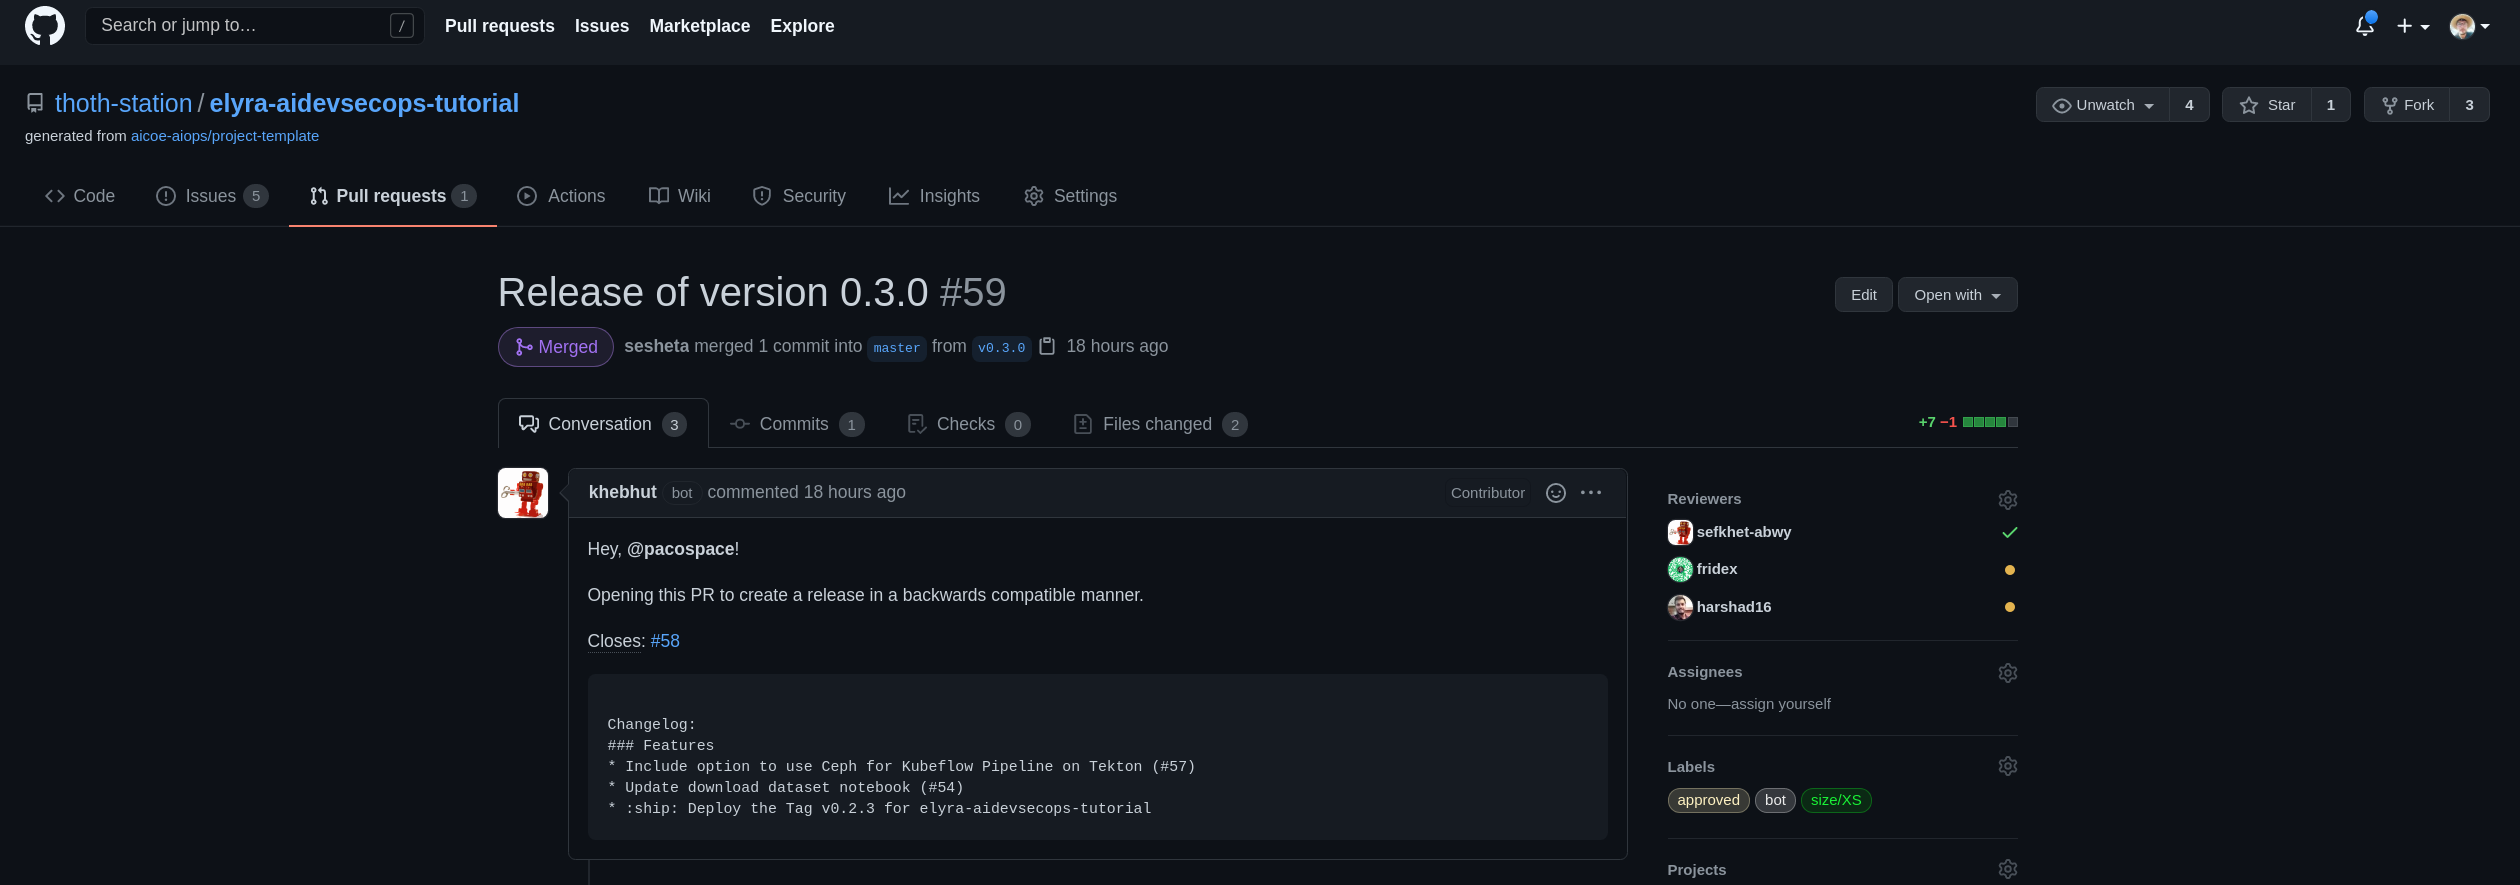 Search or jump to… /
Pull requests Issues Marketplace Explore
thoth-station / elyra-aidevsecops-tutorial
generated from aicoe-aiops/project-template
Unwatch 4 Star 1 Fork 3
Code Issues 5 Pull requests 1 Actions Wiki Security Insights Settings
Release of version 0.3.0 #59
Edit Open with
Merged sesheta merged 1 commit into master from v0.3.0 18 hours ago
Conversation 3 Commits 1 Checks 0 Files changed 2
+7 −1
khebhut bot commented 18 hours ago Contributor
Hey, @pacospace!
Opening this PR to create a release in a backwards compatible manner.
Closes: #58
Changelog:
### Features
* Include option to use Ceph for Kubeflow Pipeline on Tekton (#57)
* Update download dataset notebook (#54)
* :ship: Deploy the Tag v0.2.3 for elyra-aidevsecops-tutorial
Reviewers
sefkhet-abwy
fridex
harshad16
Assignees
No one—assign yourself
Labels
approved bot size/XS
Projects